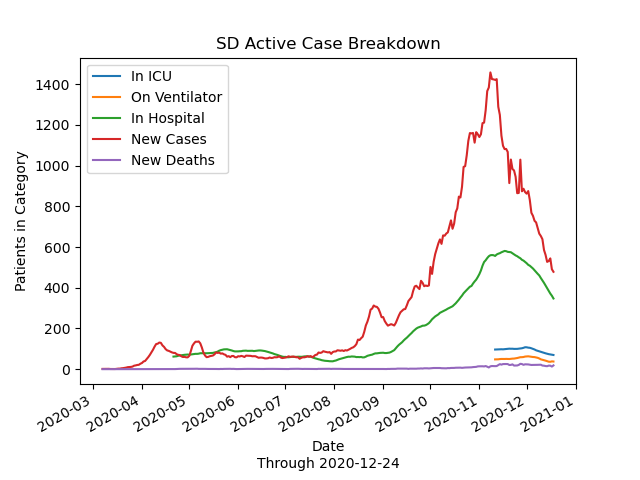 SD Active Case Breakdown
Patients in Category
1400
1200
1000
800
600
400
200
0
In ICU
On Ventilator
In Hospital
New Cases
New Deaths
2020-03
2020-04
2020-05
2020-06
2020-07
2020-08
2020-09
2020-10
2020-11
2020-12
2021-01
Date
Through 2020-12-24